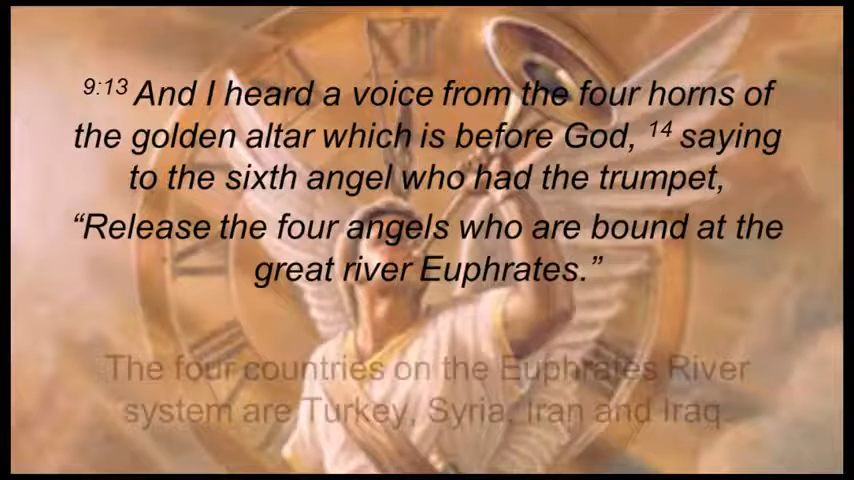 9:13 And I heard a voice from the four horns of
the golden altar which is before God, 14 saying
to the sixth angel who had the trumpet,
“Release the four angels who are bound at the
great river Euphrates.”
The four countries on the Euphrates River
system are Turkey, Syria, Iran and Iraq.